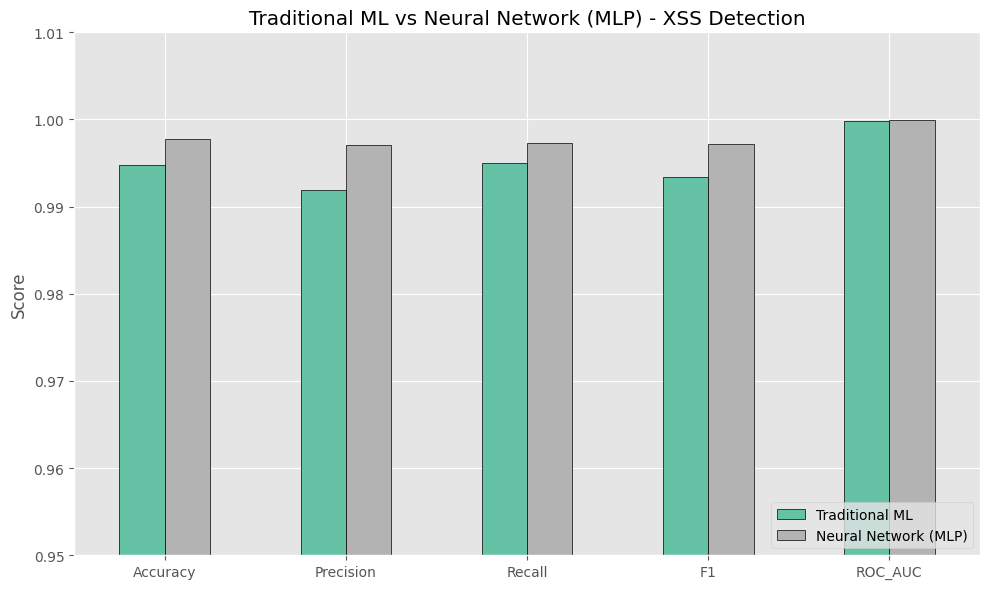 Traditional ML vs Neural Network (MLP) - XSS Detection
1.01
1.00
0.99
0.98
0.97
0.96
0.95
Score
Accuracy
Precision
Recall
F1
ROC_AUC
Traditional ML
Neural Network (MLP)